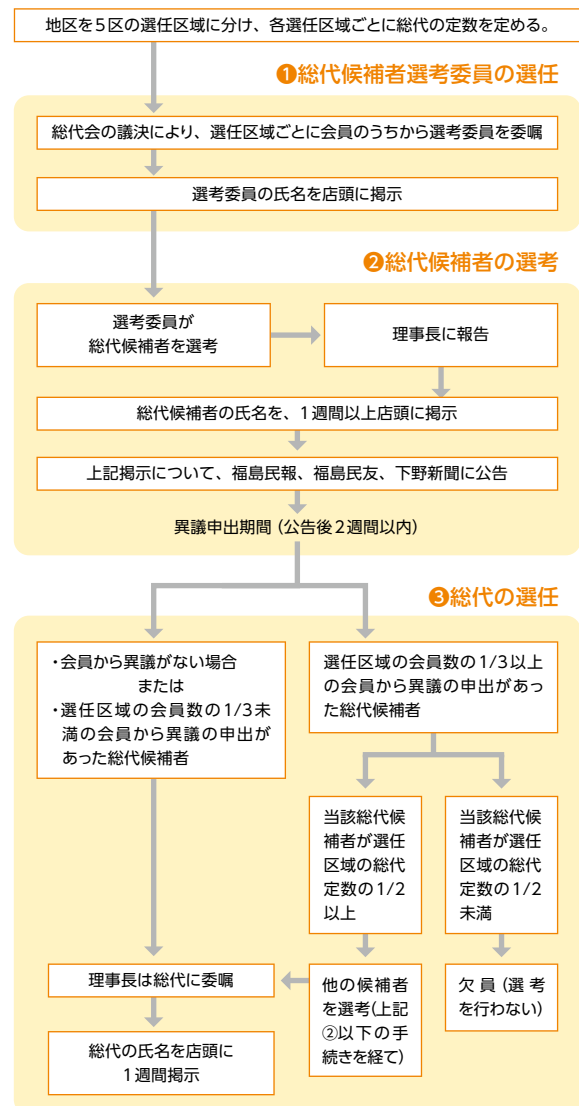 地区を5区の選任区域に分け、各選任区域ごとに総代の定数を定める。
❶総代候補者選考委員の選任
総代会の議決により、選任区域ごとに会員のうちから選考委員を委嘱
選考委員の氏名を店頭に掲示
❷総代候補者の選考
選考委員が
総代候補者を選考
理事長に報告
総代候補者の氏名を、1週間以上店頭に掲示
上記掲示について、福島民報、福島民友、下野新聞に公告
異議申出期間（公告後2週間以内）
❸総代の選任
・会員から異議がない場合
または
・選任区域の会員数の1/3未
満の会員から異議の申出が
あった総代候補者
選任区域の会員数の1/3以上
の会員から異議の申出があっ
た総代候補者
当該総代候
補者が選任
区域の総代
定数の1/2
以上
当該総代候
補者が選任
区域の総代
定数の1/2
未満
理事長は総代に委嘱
他の候補者
を選考(上記
②以下の手
続きを経て)
欠員（選考
を行わない）
総代の氏名を店頭に
1週間掲示